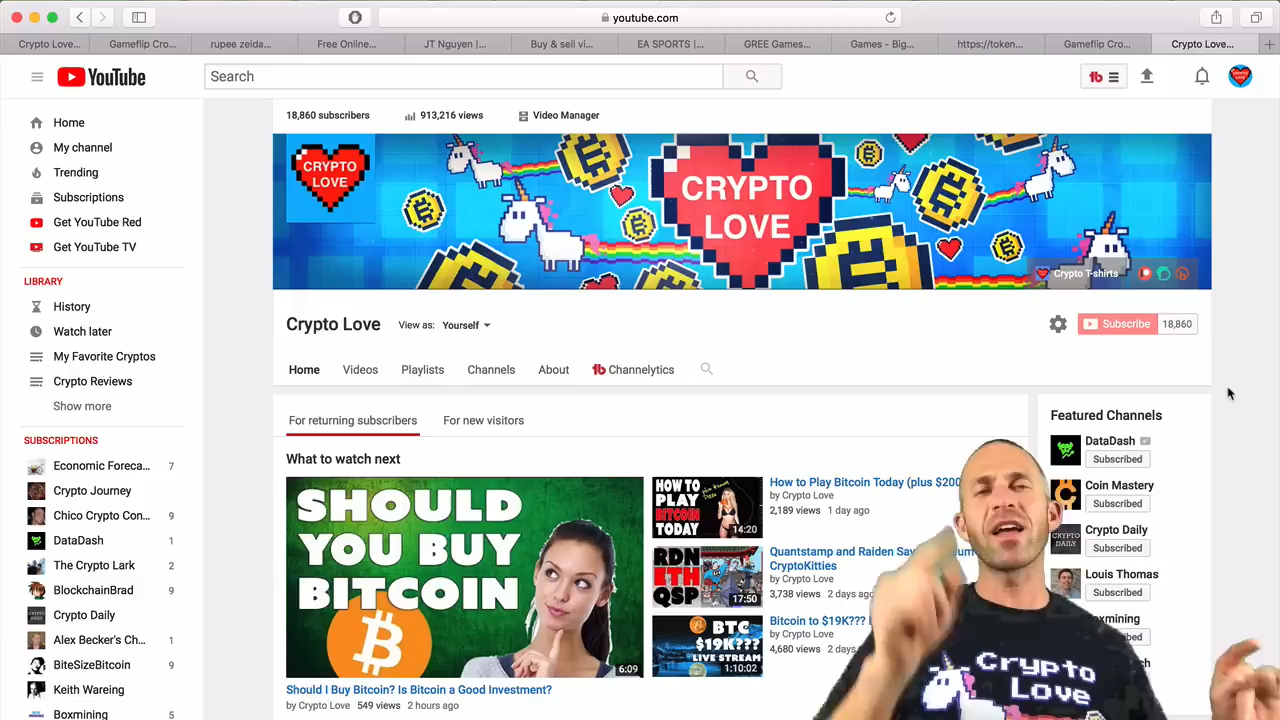 youtube.com
Crypto Love...
Gameflip Cro...
rupee zeida...
Free Online...
JT Nguyen |...
Buy & sell vi...
EA SPORTS |...
GREE Games...
Games - Big...
https://token...
Gameflip Cro...
Crypto Love...
YouTube
Search
tb
18,860 subscribers
913,216 views
Video Manager
Home
My channel
Trending
Subscriptions
Get YouTube Red
Get YouTube TV
LIBRARY
History
Watch later
My Favorite Cryptos
Crypto Reviews
Show more
SUBSCRIPTIONS
Economic Foreca... 7
Crypto Journey
Chico Crypto Con... 9
DataDash 1
The Crypto Lark 2
BlockchainBrad 9
Crypto Daily
Alex Becker's Ch... 1
BiteSizeBitcoin 9
Keith Wareing
Boxmining 5
CRYPTO
LOVE
CRYPTO
LOVE
Crypto T-shirts
Crypto Love
View as: Yourself
Subscribe 18,860
Home
Videos
Playlists
Channels
About
tb Channelytics
For returning subscribers
For new visitors
What to watch next
SHOULD
YOU BUY
BITCOIN
6:09
Should I Buy Bitcoin? Is Bitcoin a Good Investment?
by Crypto Love 549 views 2 hours ago
HOW TO
PLAY
BITCOIN
TODAY
14:20
How to Play Bitcoin Today (plus $200
by Crypto Love
2,189 views 1 day ago
RDN
ETH
QSP
17:50
Quantstamp and Raiden Sav
CryptoKitties
by Crypto Love
3,738 views 2 days ago
BTC
$19K???
LIVE STREAM
1:10:02
Bitcoin to $19K???
by Crypto Love
4,680 views 2 days
Featured Channels
DataDash
Subscribed
Coin Mastery
Subscribed
Crypto Daily
CRYPTO
DAILY
Subscribed
Louis Thomas
Subscribed
xmining
Crypto
Love